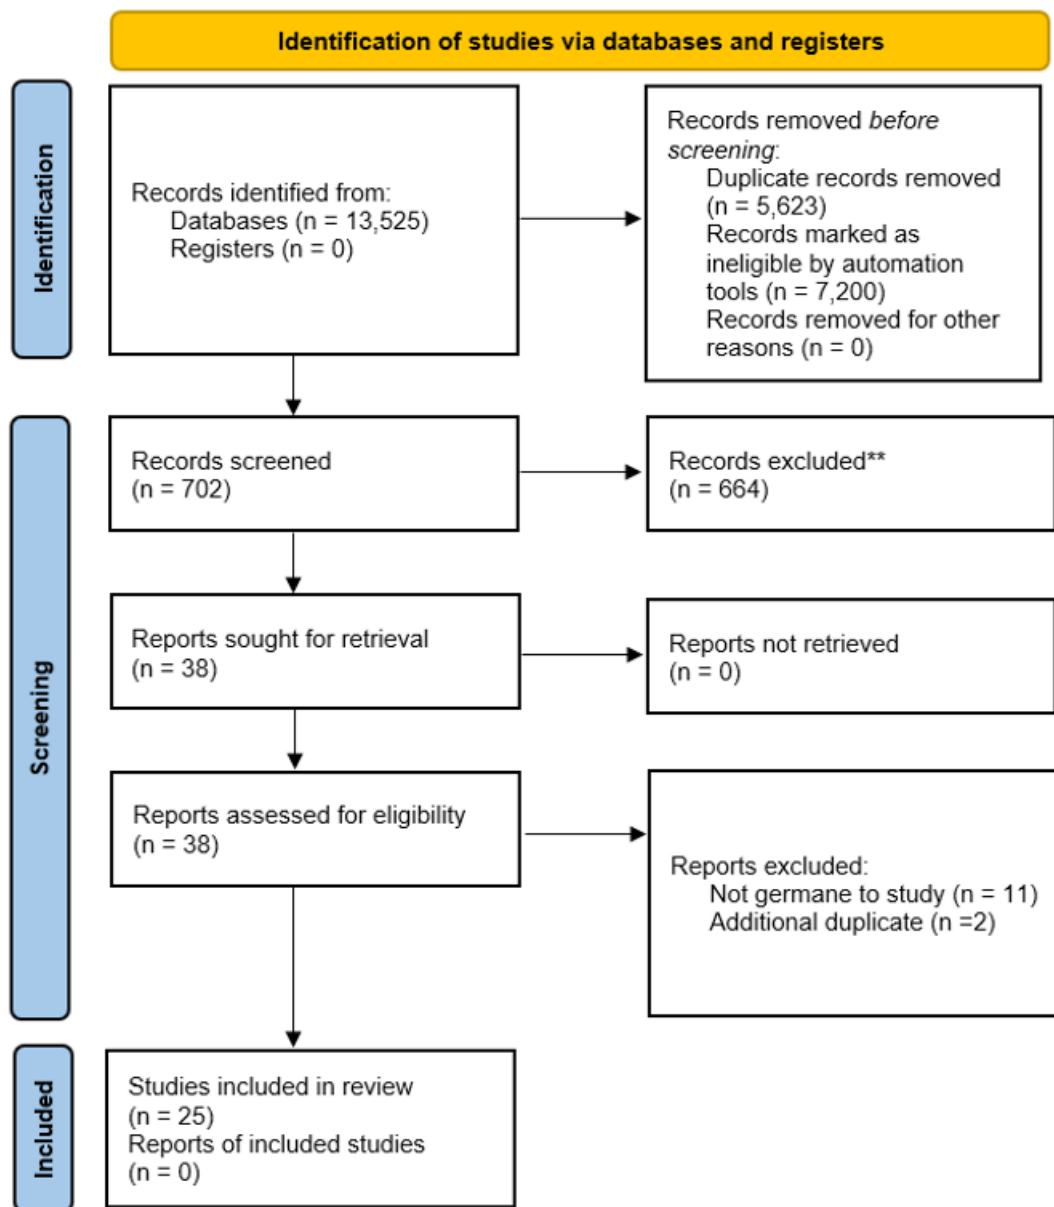 Identification of studies via databases and registers
Identification
Records identified from:
Databases (n = 13,525)
Registers (n = 0)
Records removed before
screening:
Duplicate records removed
(n = 5,623)
Records marked as
ineligible by automation
tools (n = 7,200)
Records removed for other
reasons (n = 0)
Screening
Records screened
(n = 702)
Records excluded**
(n = 664)
Reports sought for retrieval
(n = 38)
Reports not retrieved
(n = 0)
Reports assessed for eligibility
(n = 38)
Reports excluded:
Not germane to study (n = 11)
Additional duplicate (n =2)
Included
Studies included in review
(n = 25)
Reports of included studies
(n = 0)